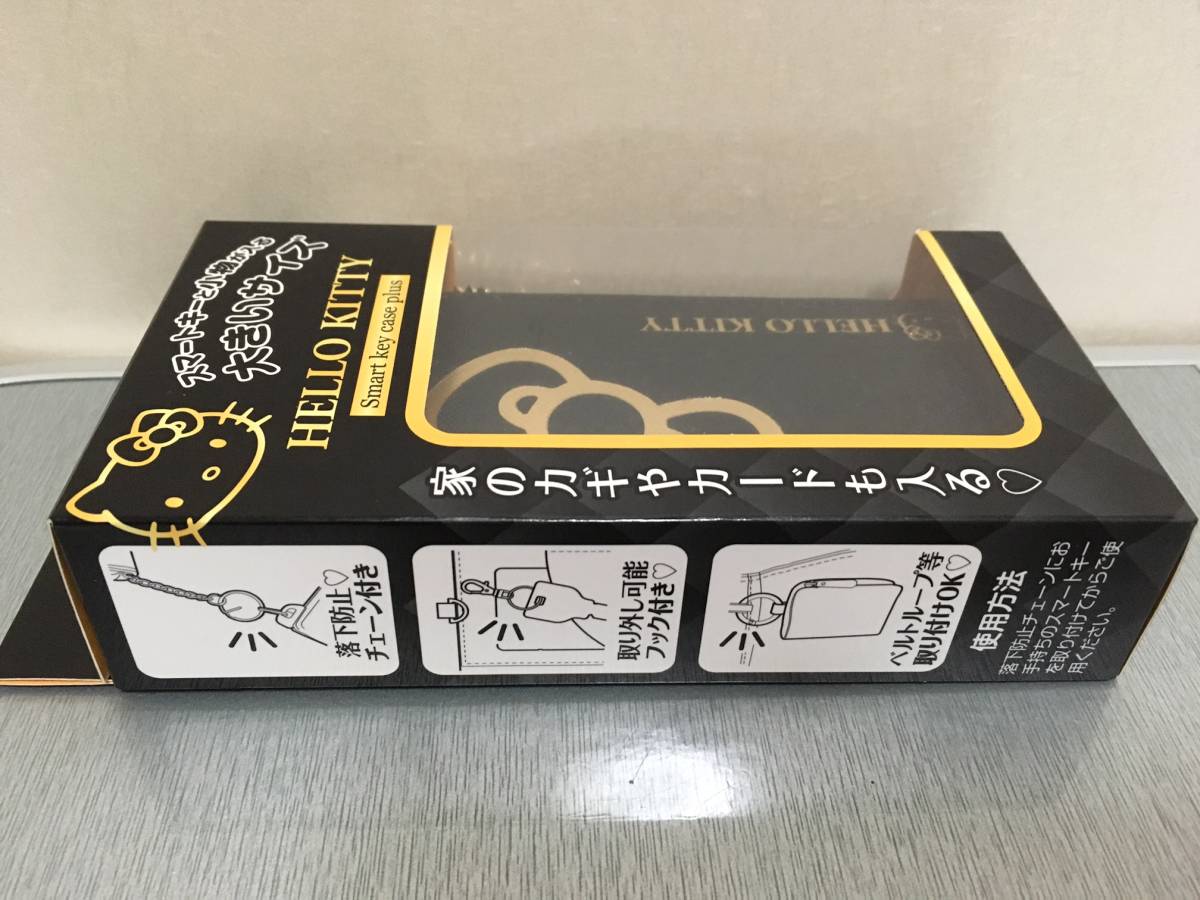 スマートキーと小物が入る
大きいサイズ
HELLO KITTY
Smart key case plus
HELLO KITTY
家のカギやカードも入る♡
落下防止♡
チェーン付き
取り外し可能
フック付き♡
ベルトループ等
取り付けOK♡
使用方法
落下防止チェーンにお
手持ちのスマートキー
を取り付けてからご使
用ください。